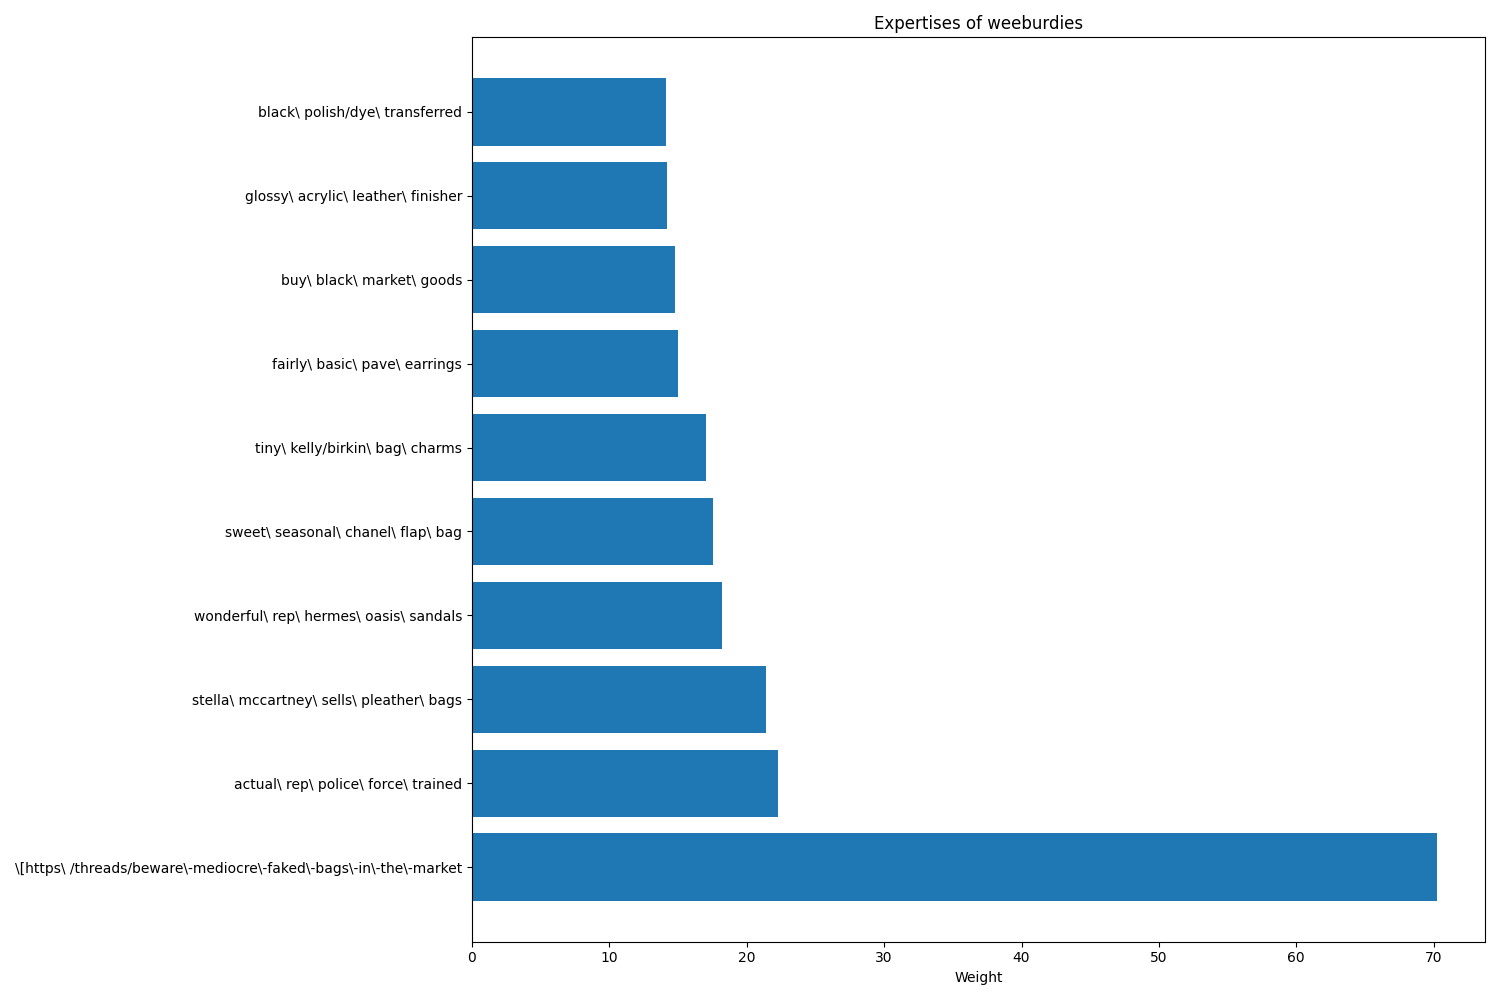 Expertises of weeburdies
black\ polish/dye\ transferred
glossy\ acrylic\ leather\ finisher
buy\ black\ market\ goods
fairly\ basic\ pave\ earrings
tiny\ kelly/birkin\ bag\ charms
sweet\ seasonal\ chanel\ flap\ bag
wonderful\ rep\ hermes\ oasis\ sandals
stella\ mccartney\ sells\ pleather\ bags
actual\ rep\ police\ force\ trained
\[https\ /threads/beware\-mediocre\-faked\-bags\-in\-the\-market
0 10 20 30 40 50 60 70
Weight